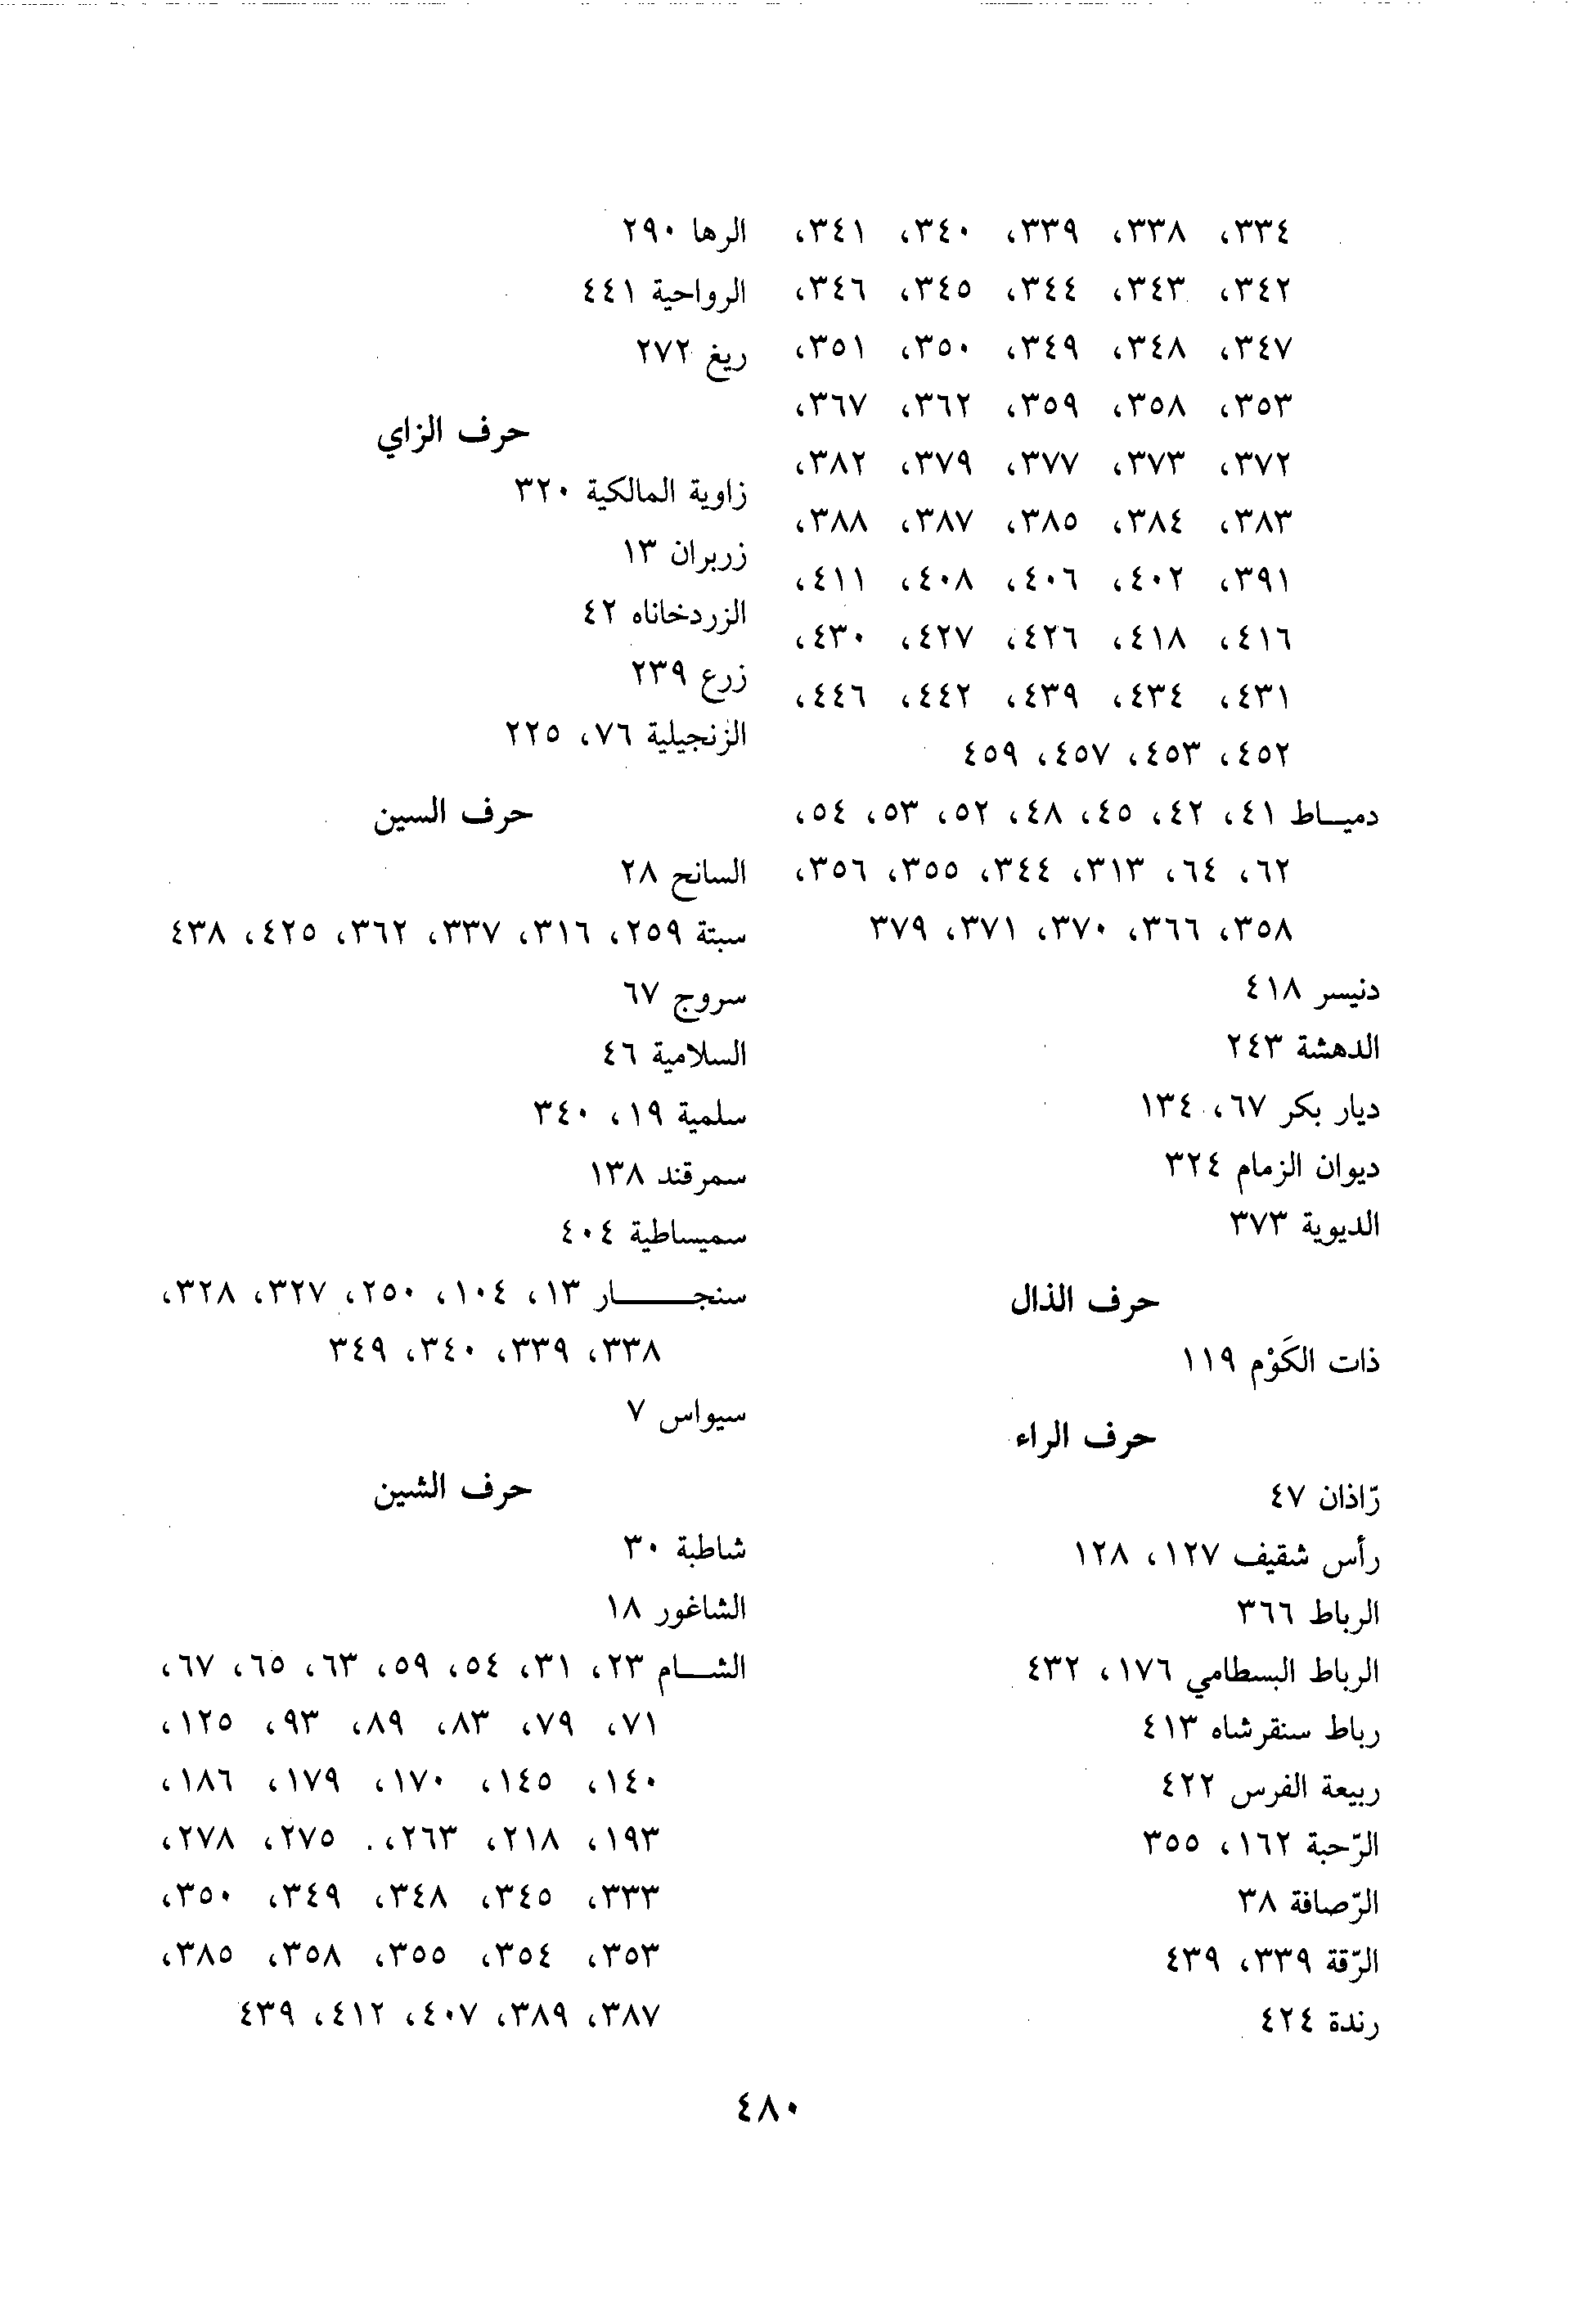 ٣٣٤، ٣٣٨، ٣٣٩، ٣٤٠، ٣٤١،
٣٤٢، ٣٤٣، ٣٤٤، ٣٤٥، ٣٤٦،
٣٤٧، ٣٤٨، ٣٤٩، ٣٥٠، ٣٥١،
٣٥٣، ٣٥٨، ٣٥٩، ٣٦٢، ٣٦٧،
٣٧٢، ٣٧٣، ٣٧٧، ٣٧٩، ٣٨٢،
٣٨٣، ٣٨٤، ٣٨٥، ٣٨٧، ٣٨٨،
٣٩١، ٤٠٢، ٤٠٦، ٤٠٨، ٤١١،
٤١٦، ٤١٨، ٤٢٦، ٤٢٧، ٤٣٠،
٤٣١، ٤٣٤، ٤٣٩، ٤٤٢، ٤٤٦،
٤٥٢، ٤٥٣، ٤٥٧، ٤٥٩
دميـاط ٤١، ٤٢، ٤٥، ٤٨، ٥٢، ٥٣، ٥٤،
٦٢، ٦٤، ٣١٣، ٣٤٤، ٣٥٥، ٣٥٦،
٣٥٨، ٣٦٦، ٣٧٠، ٣٧١، ٣٧٩
دنيسر ٤١٨
الدهشة ٢٤٣
ديار بكر ٦٧، ١٣٤
ديوان الزمام ٣٢٤
الديوية ٣٧٣
حرف الذال
ذات الكَوْم ١١٩
حرف الراء
رّاذان ٤٧
رأس شقيف ١٢٧، ١٢٨
الرباط ٣٦٦
الرباط البسطامي ١٧٦، ٤٣٢
رباط سنقرشاه ٤١٣
ربيعة الفرس ٤٢٢
الرّحبة ١٦٢، ٣٥٥
الرّصافة ٣٨
الرّقة ٣٣٩، ٤٣٩
رندة ٤٢٤
الرها ٢٩٠
الرواحية ٤٤١
ريغ ٢٧٢
حرف الزاي
زاوية المالكية ٣٢٠
زريران ١٣
الزردخاناه ٤٢
زرع ٢٣٩
الزنجيلية ٧٦، ٢٢٥
حرف السين
السانح ٢٨
سبتة ٢٥٩، ٣١٦، ٣٣٧، ٣٦٢، ٤٢٥، ٤٣٨
سروج ٦٧
السلامية ٤٦
سلمية ١٩، ٣٤٠
سمرقند ١٣٨
سميساطية ٤٠٤
سنجـــار ١٣، ١٠٤، ٢٥٠، ٣٢٧، ٣٢٨،
٣٣٨، ٣٣٩، ٣٤٠، ٣٤٩
سيواس ٧
حرف الشين
شاطبة ٣٠
الشاغور ١٨
الشـام ٢٣، ٣١، ٥٤، ٥٩، ٦٣، ٦٥، ٦٧،
٧١، ٧٩، ٨٣، ٨٩، ٩٣، ١٢٥،
١٤٠، ١٤٥، ١٧٠، ١٧٩، ١٨٦،
١٩٣، ٢١٨، ٢٦٣، ٢٧٥، ٢٧٨،
٣٣٣، ٣٤٥، ٣٤٨، ٣٤٩، ٣٥٠،
٣٥٣، ٣٥٤، ٣٥٥، ٣٥٨، ٣٨٥،
٣٨٧، ٣٨٩، ٤٠٧، ٤١٢، ٤٣٩
٤٨٠